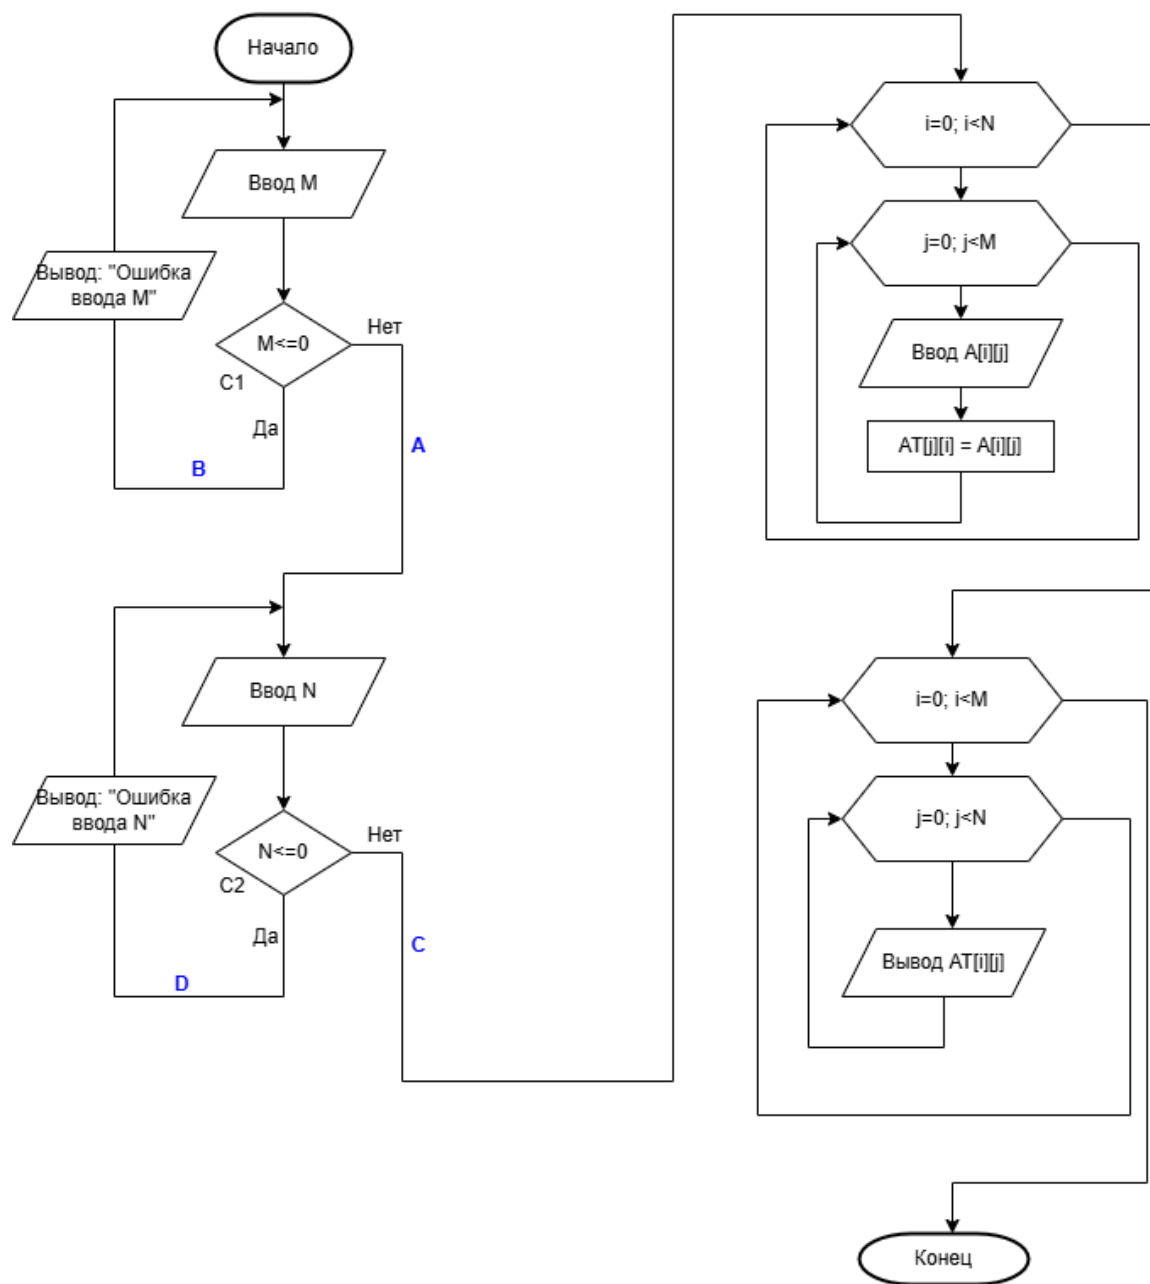 Начало
Ввод M
Вывод: "Ошибка
ввода M"
M<=0
Нет
C1
Да
A
B
Ввод N
Вывод: "Ошибка
ввода N"
N<=0
Нет
C2
Да
C
D
i=0; i<N
j=0; j<M
Ввод A[i][j]
AT[j][i] = A[i][j]
i=0; i<M
j=0; j<N
Вывод AT[i][j]
Конец